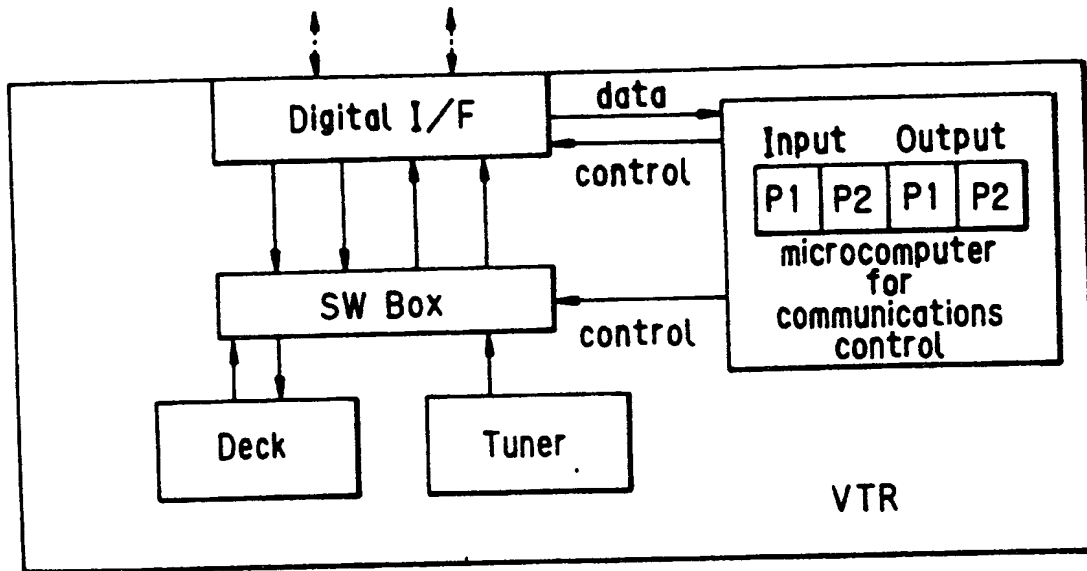 Digital I/F
data
control
Input Output
P1 P2 P1 P2
microcomputer
for
communications
control
SW Box
control
Deck
Tuner
VTR